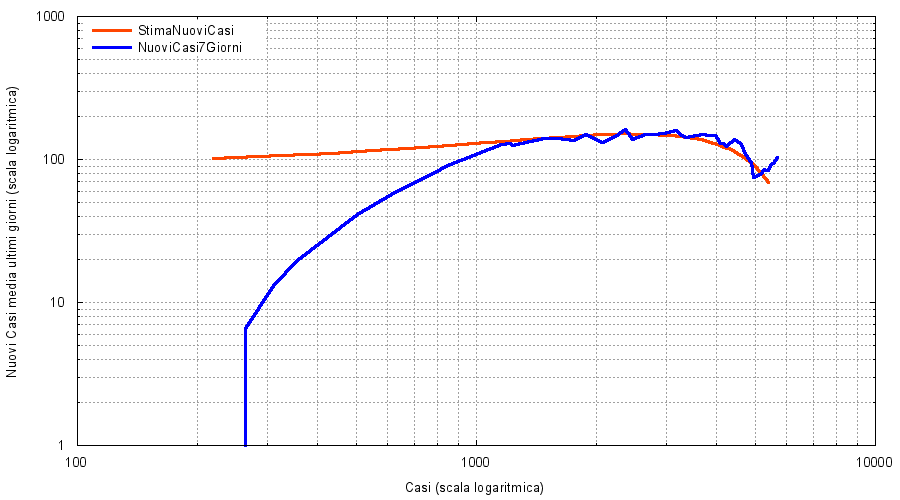 1000
StimaNuoviCasi
NuoviCasi7Giorni
100
10
1
100
1000
10000
Nuovi Casi media ultimi giorni (scala logaritmica)
Casi (scala logaritmica)